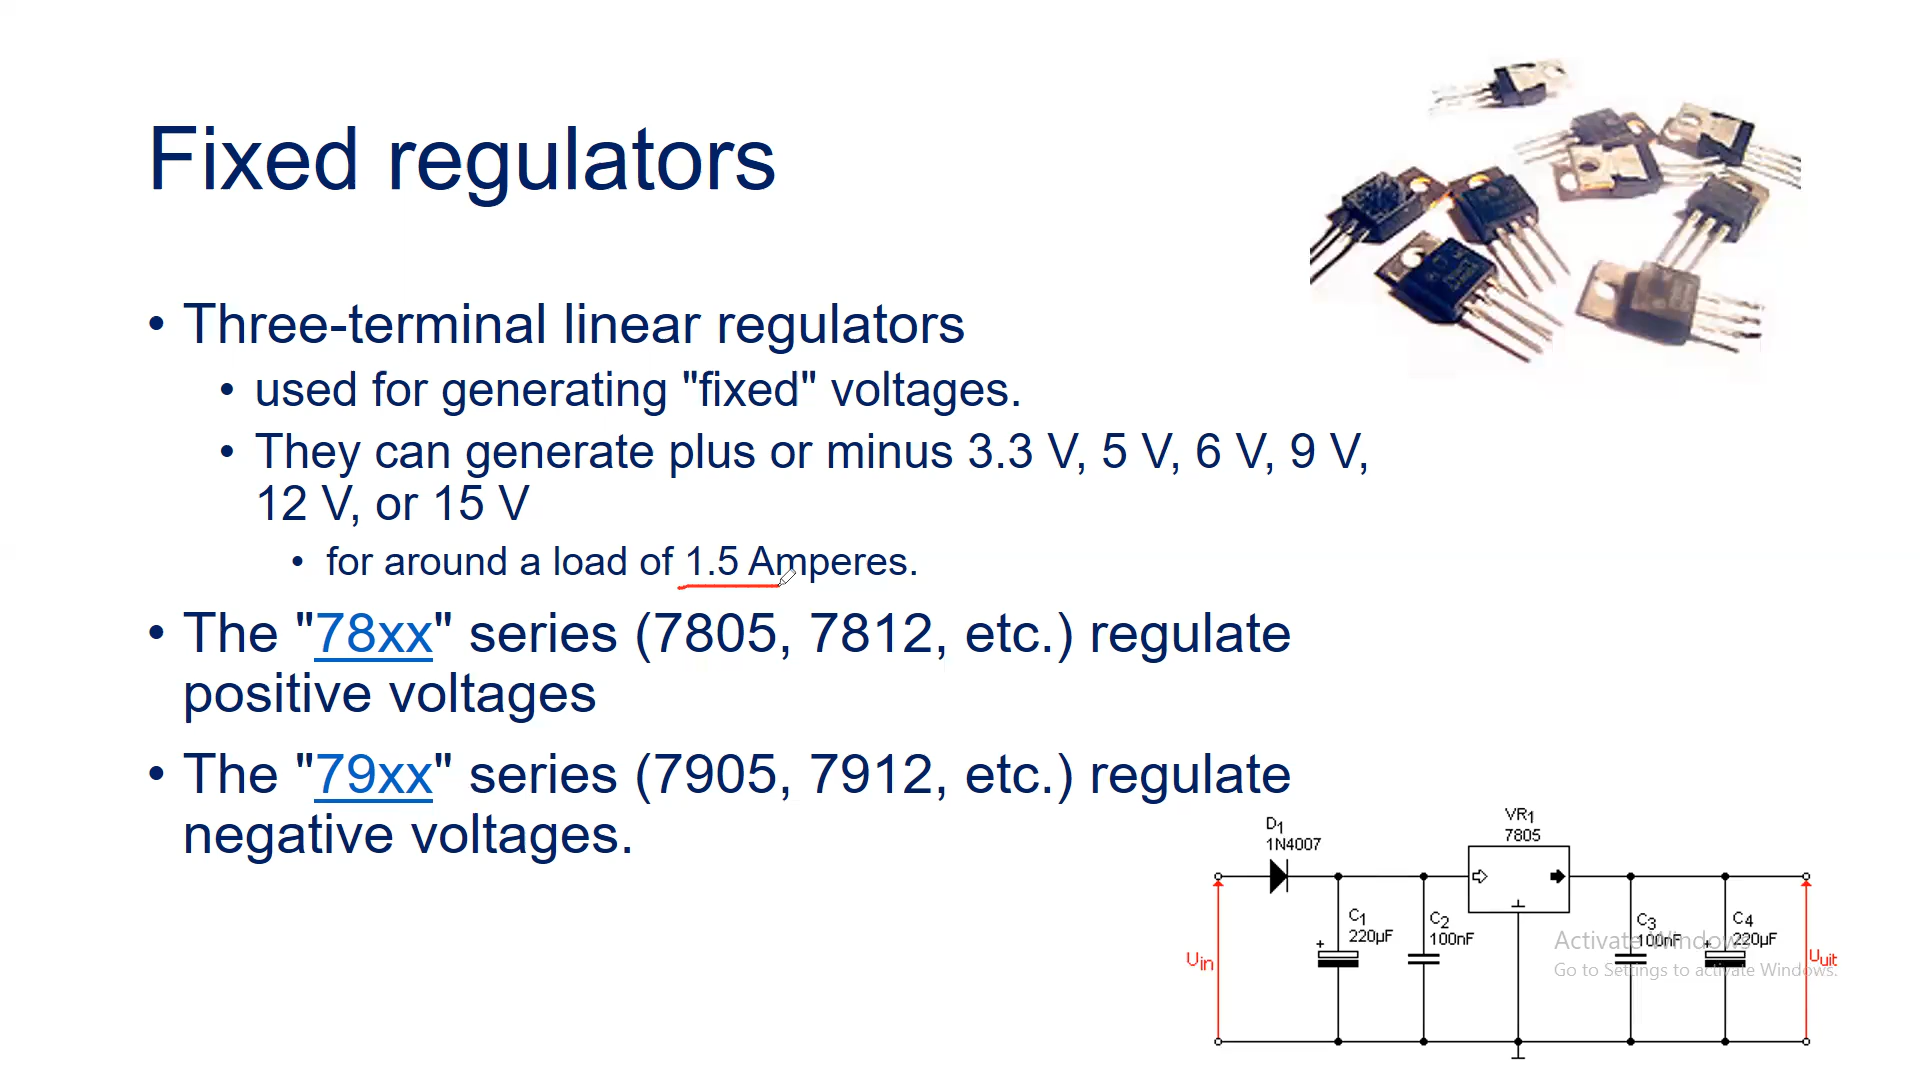 Fixed regulators
• Three-terminal linear regulators
• used for generating "fixed" voltages.
• They can generate plus or minus 3.3 V, 5 V, 6 V, 9 V,
12 V, or 15 V
• for around a load of 1.5 Amperes.
• The "78xx" series (7805, 7812, etc.) regulate
positive voltages
• The "79xx" series (7905, 7912, etc.) regulate
negative voltages.
D1
1N4007
VR1
7805
C1
220µF
C2
100nF
C3
100nF
C4
220µF
+
+
Uin
Uuit
Activate Windows
Go to Settings to activate Windows.